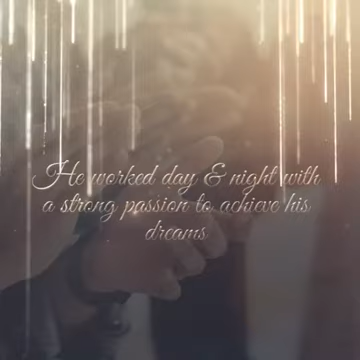 He worked day & night with
a strong passion to achieve his
dreams